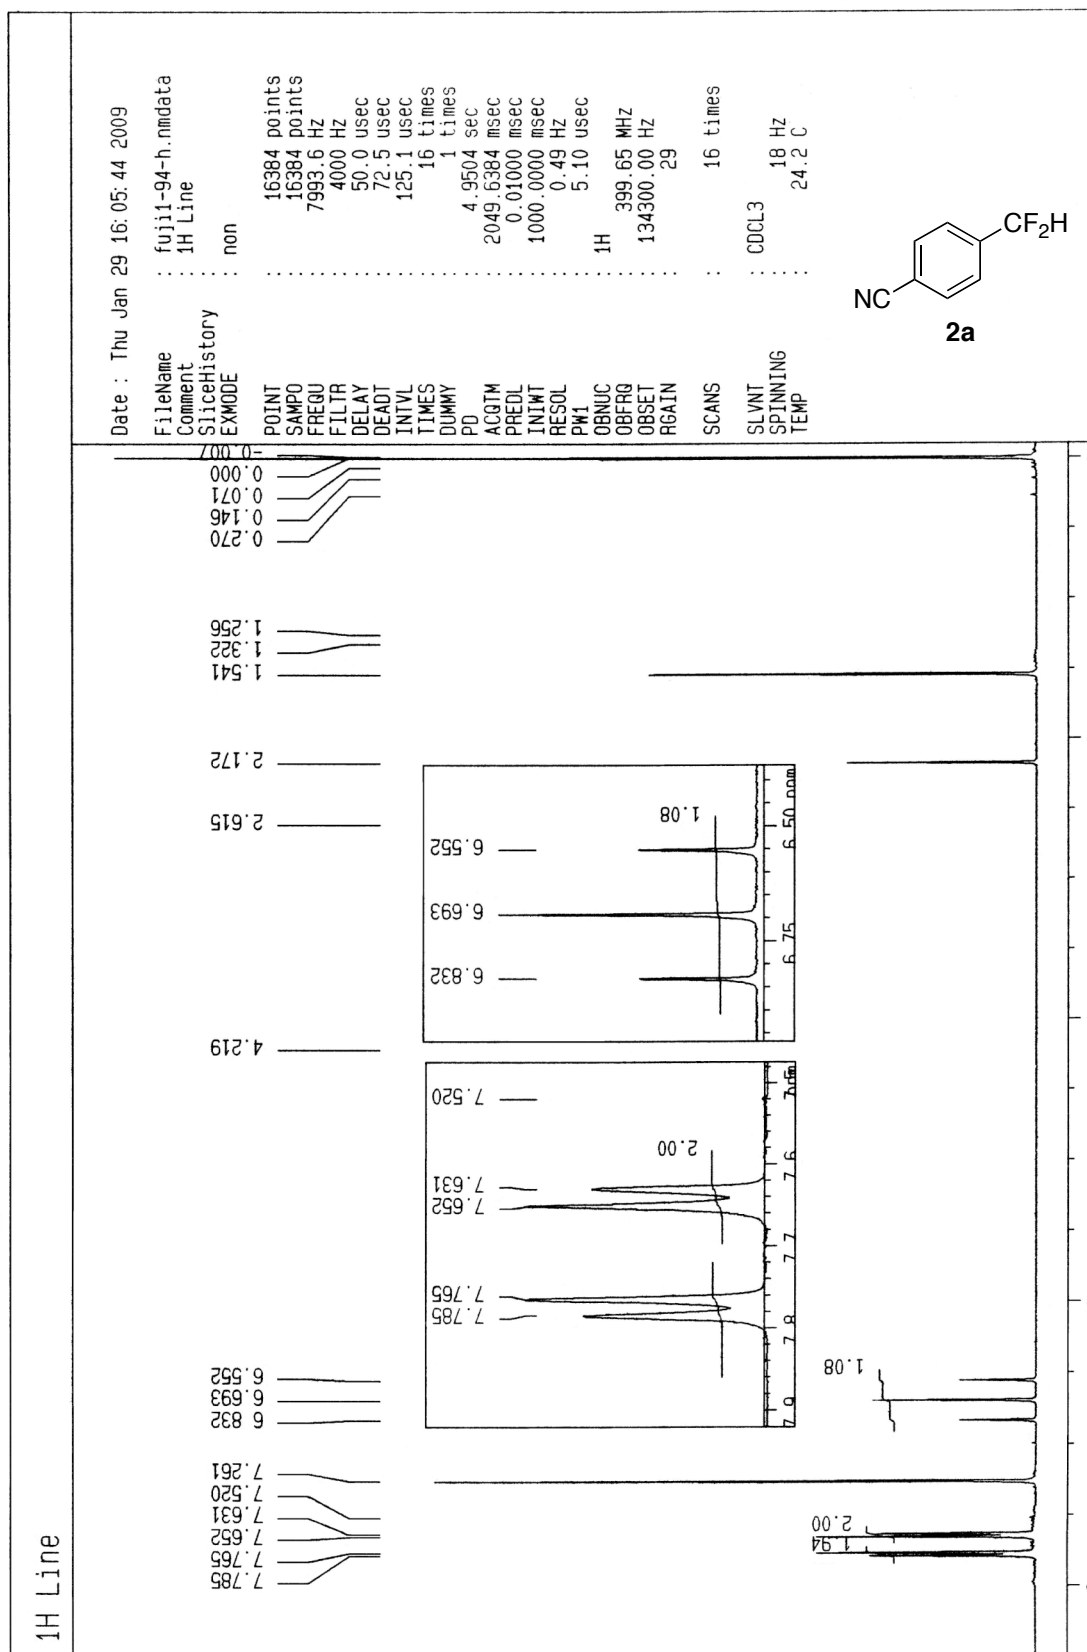 1H Line
Date : Thu Jan 29 16:05:44 2009
FileName : fuji1-94-h.nmdata
Comment : 1H Line
SliceHistory :
EXMODE : non
POINT : 16384 points
SAMPO : 16384 points
FREQU : 7993.6 Hz
FILTR : 4000 Hz
DELAY : 50.0 usec
DEADT : 72.5 usec
INTVL : 125.1 usec
TIMES : 16 times
DUMMY : 1 times
PD : 4.9504 sec
ACQTM : 2049.6384 msec
PREDL : 0.01000 msec
INIWT : 1000.0000 msec
RESOL : 0.49 Hz
PW1 : 5.10 usec
OBNUC : 1H
OBFRQ : 399.65 MHz
OBSET : 134300.00 Hz
RGAIN : 29
SCANS : 16 times
SLVNT : CDCL3
SPINNING : 18 Hz
TEMP : 24.2 C
NC
CF2H
2a
-0.007
0.000
0.071
0.146
0.270
1.256
1.322
1.541
2.172
2.615
4.219
6.552
6.693
6.832
7.261
7.520
7.631
7.652
7.765
7.785
6.552
6.693
6.832
1.08
6.50 ppm
6.75
7.520
7.631
7.652
7.765
7.785
2.00
7.6
7.7
7.8
7.9
1.08
2.00
1.94